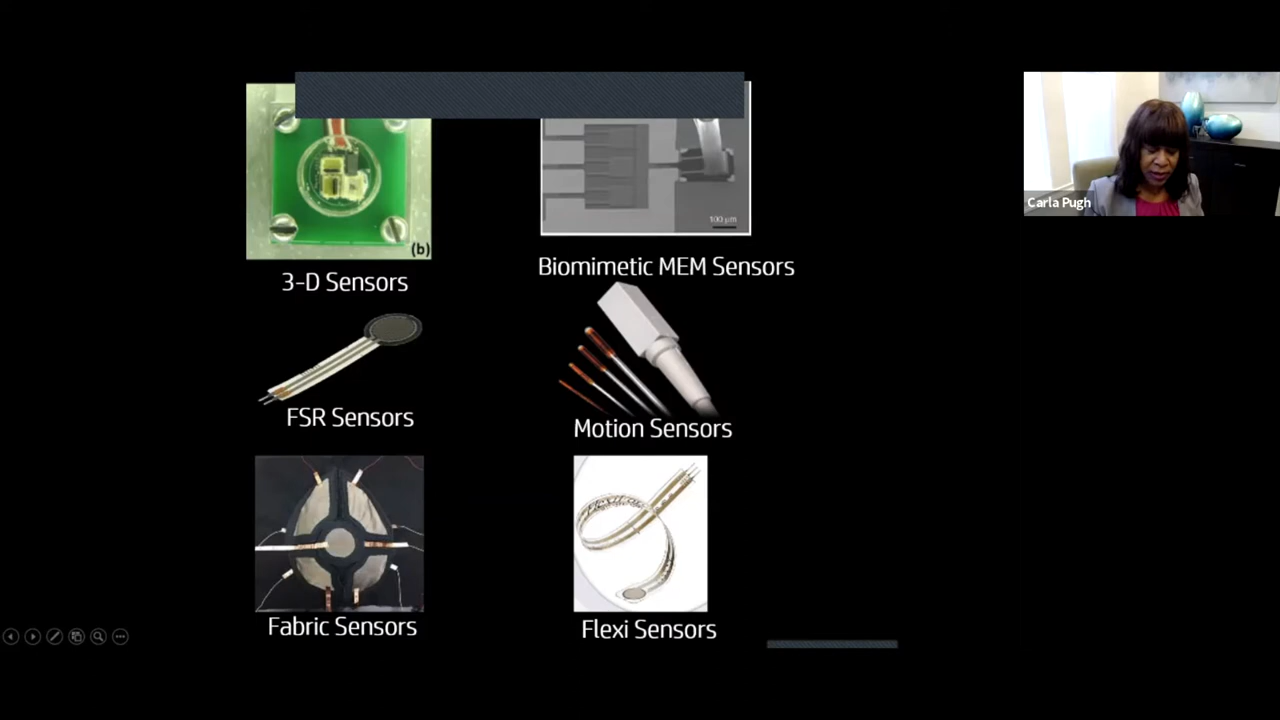 Carla Pugh
(b)
100 μm
3-D Sensors
Biomimetic MEM Sensors
FSR Sensors
Motion Sensors
Fabric Sensors
Flexi Sensors